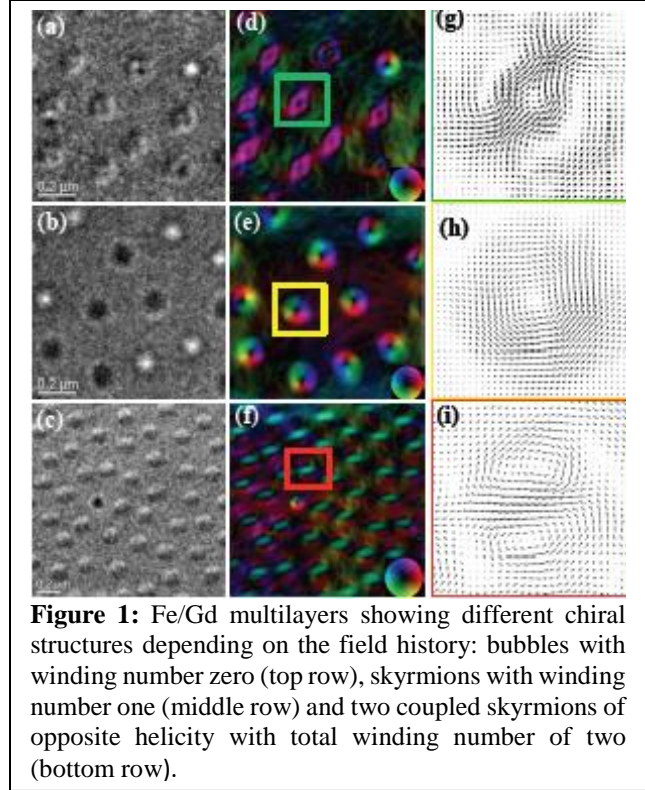 (a)
(d)
(g)
0.2 µm
(b)
(e)
(h)
0.2 µm
(c)
(f)
(i)
Figure 1: Fe/Gd multilayers showing different chiral
structures depending on the field history: bubbles with
winding number zero (top row), skyrmions with winding
number one (middle row) and two coupled skyrmions of
opposite helicity with total winding number of two
(bottom row).